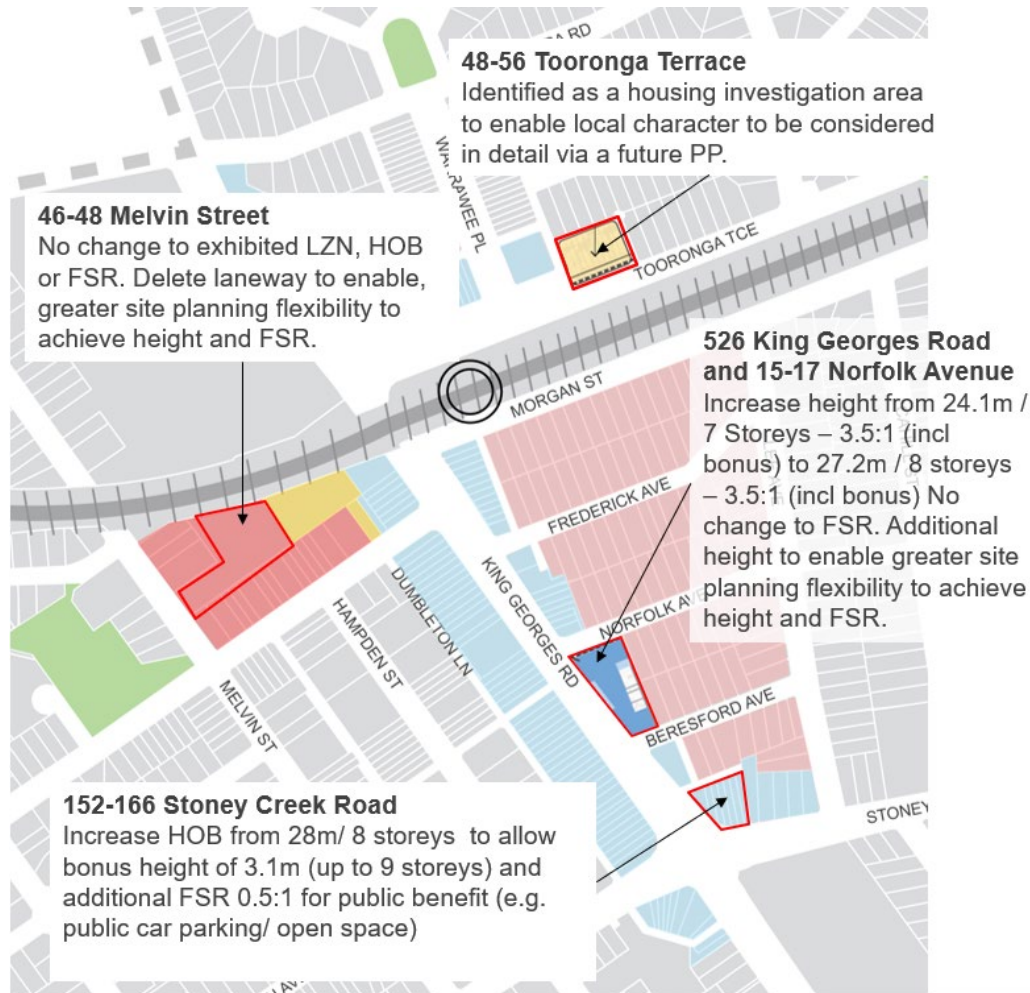 RD
48-56 Tooronga Terrace
Identified as a housing investigation area
to enable local character to be considered
in detail via a future PP.
46-48 Melvin Street
No change to exhibited LZN, HOB
or FSR. Delete laneway to enable,
greater site planning flexibility to
achieve height and FSR.
PL
TOORONGA TCE
526 King Georges Road
and 15-17 Norfolk Avenue
Increase height from 24.1m /
7 Storeys – 3.5:1 (incl
bonus) to 27.2m / 8 storeys
– 3.5:1 (incl bonus) No
change to FSR. Additional
height to enable greater site
planning flexibility to achieve
height and FSR.
MORGAN ST
FREDERICK AVE
KING GEORGES RD
NORFOLK AVE
DUMBLETON LN
HAMPDEN ST
MELVIN ST
BERESFORD AVE
152-166 Stoney Creek Road
Increase HOB from 28m/ 8 storeys to allow
bonus height of 3.1m (up to 9 storeys) and
additional FSR 0.5:1 for public benefit (e.g.
public car parking/ open space)
STONEY